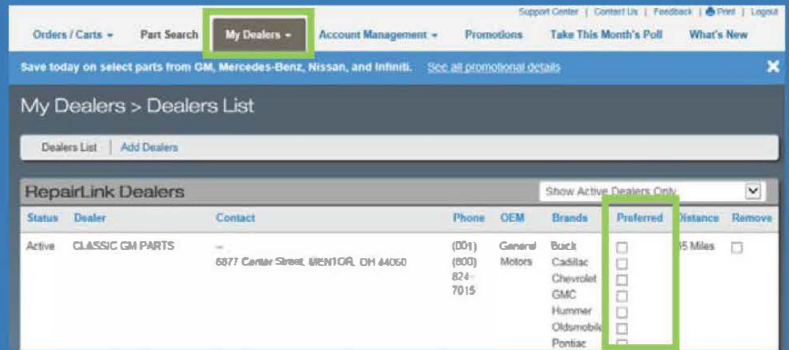 Support Center | Contact Us | Feedback | Print | Logout
Orders / Carts Part Search My Dealers Account Management Promotions Take This Month's Poll What's New
Save today on select parts from GM, Mercedes-Benz, Nissan, and Infiniti. See all promotional details X
My Dealers > Dealers List
Dealers List | Add Dealers
RepairLink Dealers Show Active Dealers Only
Status Dealer Contact Phone OEM Brands Preferred Distance Remove
Active CLASSIC GM PARTS -- (001) General Buick 5 Miles
6877 Center Street, MENTOR, OH 44060 (800) Motors Cadillac
824- Chevrolet
7015 GMC
Hummer
Oldsmobile
Pontiac